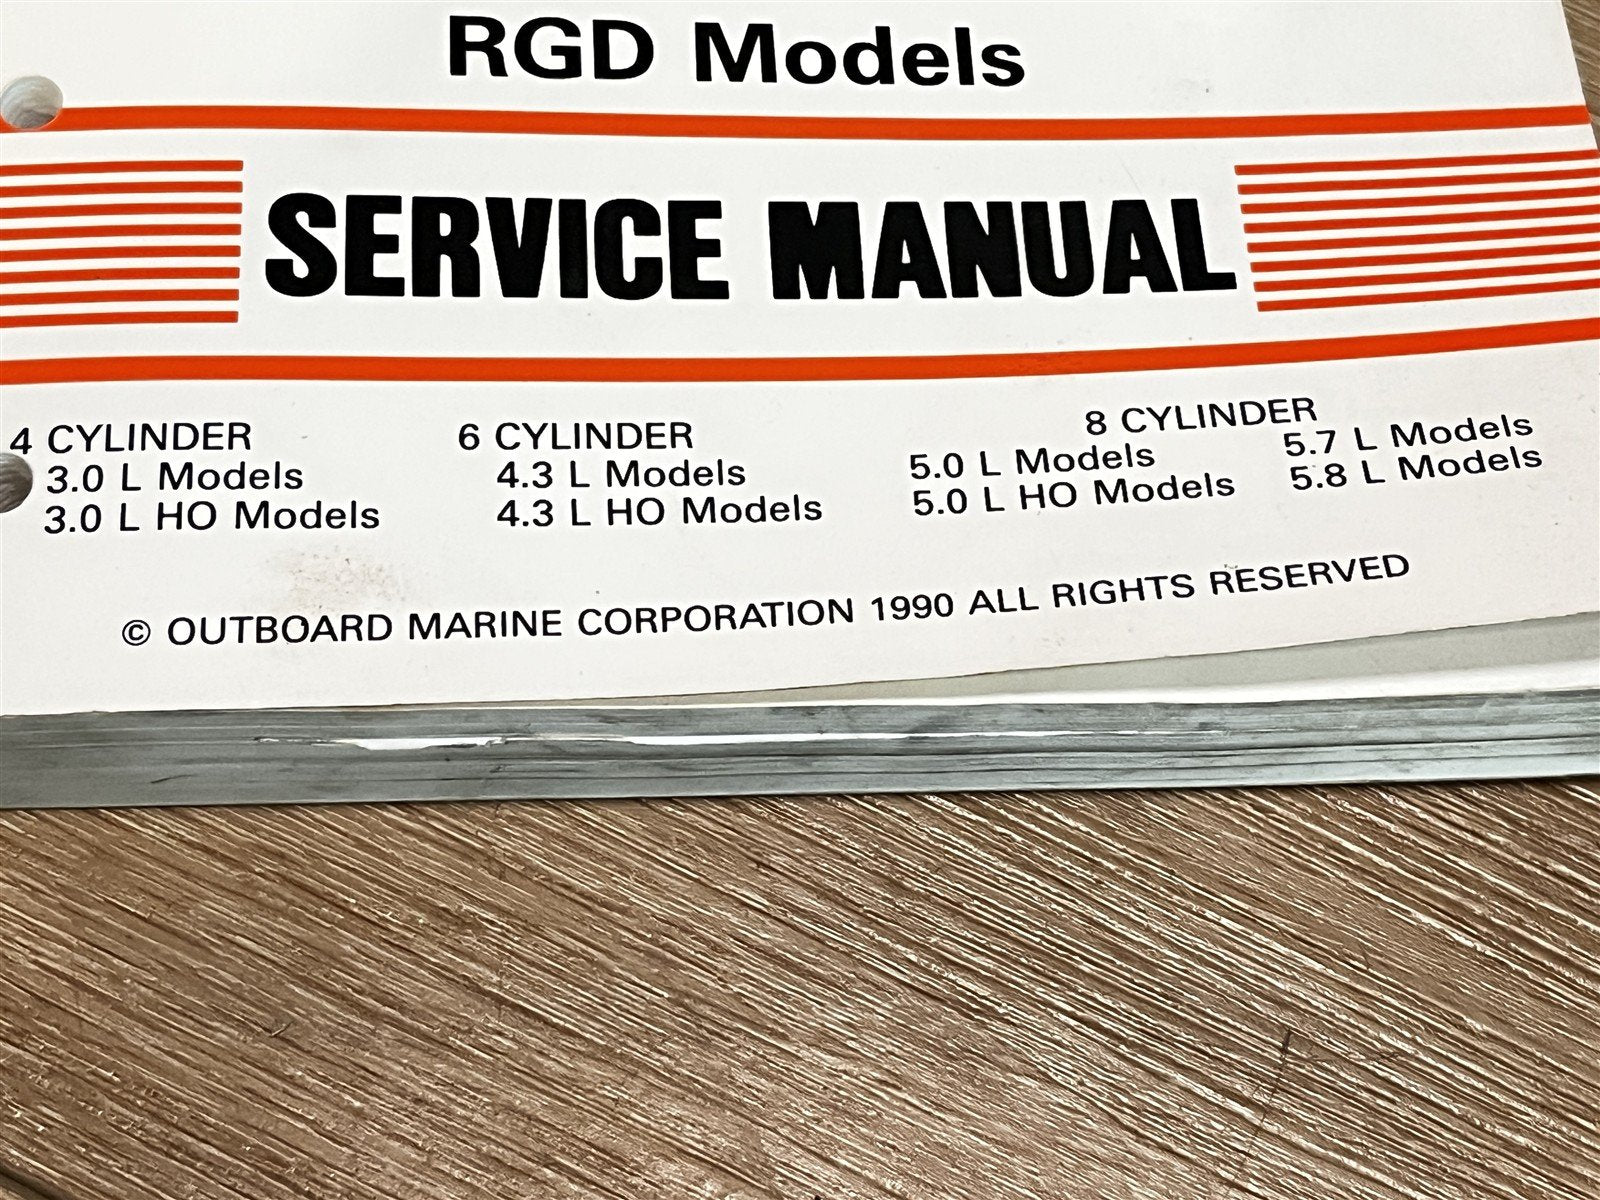 RGD Models
SERVICE MANUAL
4 CYLINDER
3.0 L Models
3.0 L HO Models
6 CYLINDER
4.3 L Models
4.3 L HO Models
8 CYLINDER
5.0 L Models
5.0 L HO Models
5.7 L Models
5.8 L Models
© OUTBOARD MARINE CORPORATION 1990 ALL RIGHTS RESERVED